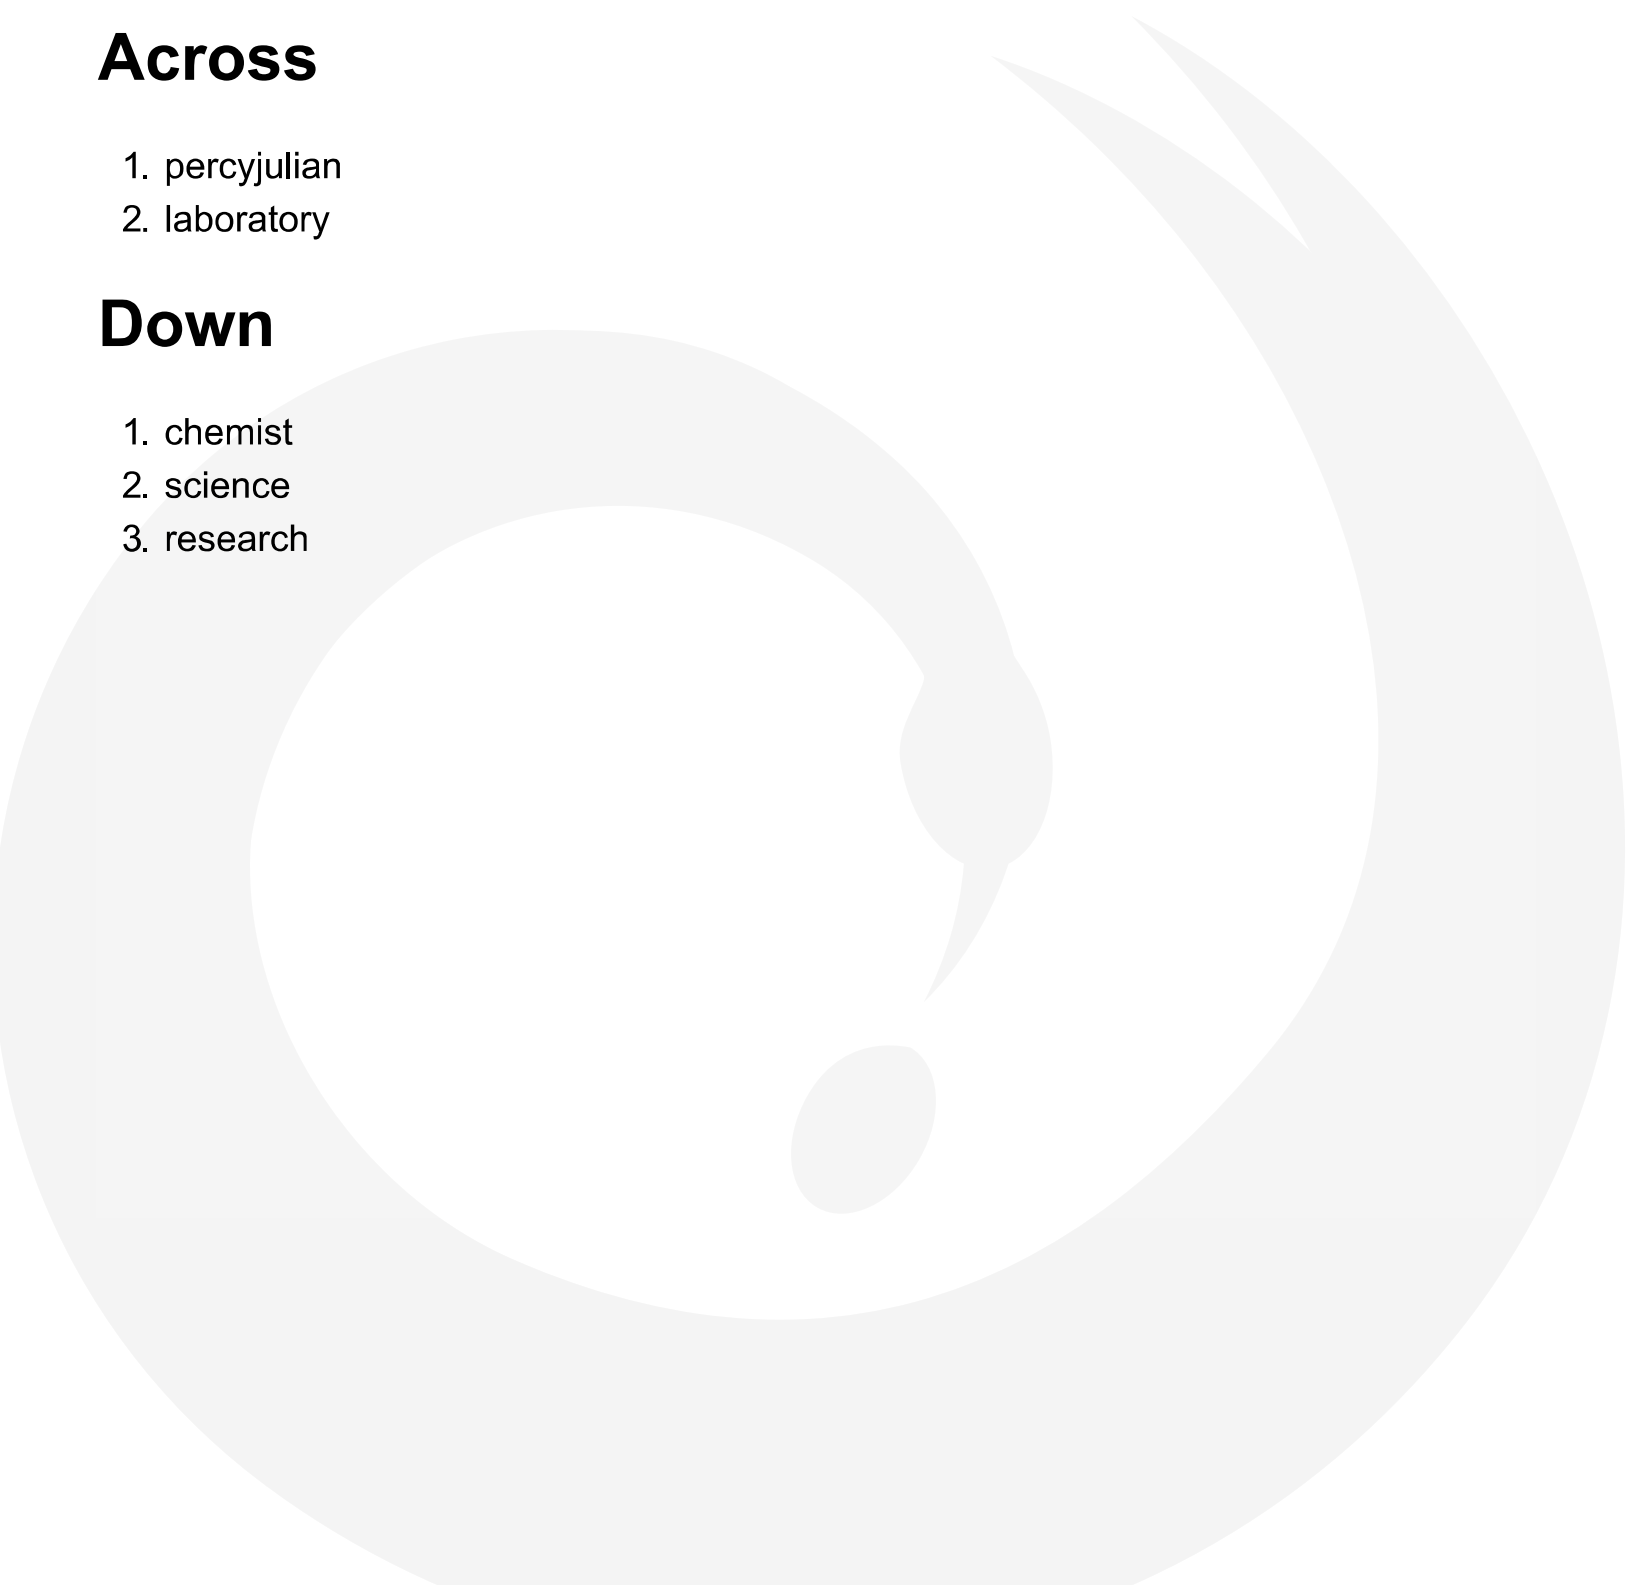 Across
1. percyjulian
2. laboratory
Down
1. chemist
2. science
3. research